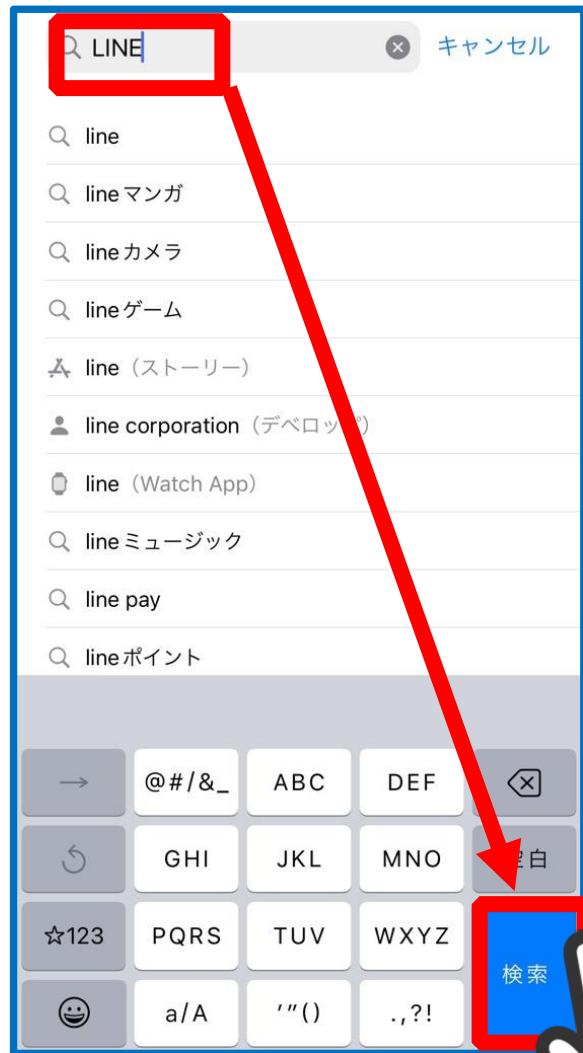 LINE キャンセル
line
lineマンガ
lineカメラ
lineゲーム
line（ストーリー）
line corporation（デベロッパ）
line（Watch App）
lineミュージック
line pay
lineポイント
→ @#/&_ ABC DEF
GHI JKL MNO 空白
☆123 PQRS TUV WXYZ
検索
a/A '"() .,?!